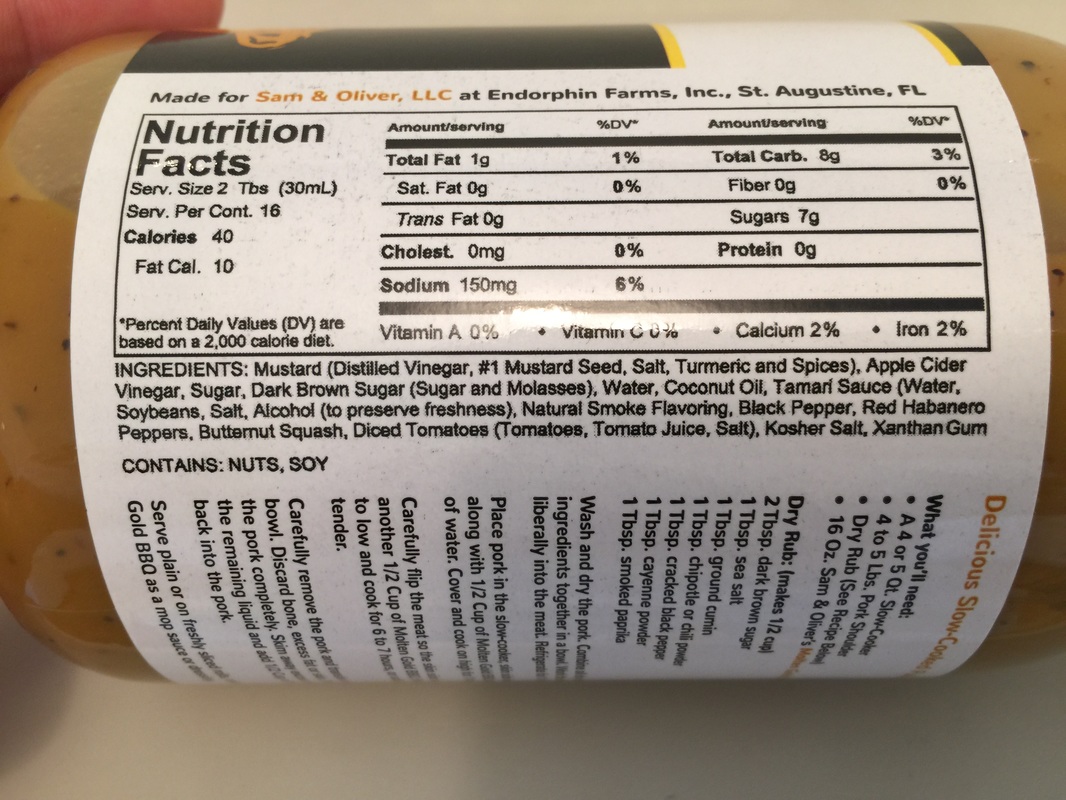 Made for Sam & Oliver, LLC at Endorphin Farms, Inc., St. Augustine, FL
Nutrition
Facts
Serv. Size 2 Tbs (30mL)
Serv. Per Cont. 16
Calories 40
Fat Cal. 10
*Percent Daily Values (DV) are
based on a 2,000 calorie diet.
Amount/serving %DV* Amount/serving %DV*
Total Fat 1g 1% Total Carb. 8g 3%
Sat. Fat 0g 0% Fiber 0g 0%
Trans Fat 0g Sugars 7g
Cholest. 0mg 0% Protein 0g
Sodium 150mg 6%
Vitamin A 0% • Vitamin C 0% • Calcium 2% • Iron 2%
INGREDIENTS: Mustard (Distilled Vinegar, #1 Mustard Seed, Salt, Turmeric and Spices), Apple Cider
Vinegar, Sugar, Dark Brown Sugar (Sugar and Molasses), Water, Coconut Oil, Tamari Sauce (Water,
Soybeans, Salt, Alcohol (to preserve freshness), Natural Smoke Flavoring, Black Pepper, Red Habanero
Peppers, Butternut Squash, Diced Tomatoes (Tomatoes, Tomato Juice, Salt), Kosher Salt, Xanthan Gum
CONTAINS: NUTS, SOY
Delicious Slow-Cooked
What you'll need:
• A 4 or 5 Qt. Slow-Cooker
• 4 to 5 Lbs. Pork Shoulder
• Dry Rub (See Recipe Below)
• 16 Oz. Sam & Oliver's
Dry Rub: (makes 1/2 cup)
2 Tbsp. dark brown sugar
1 Tbsp. sea salt
1 Tbsp. ground cumin
1 Tbsp. chipotle or chili powder
1 Tbsp. cracked black pepper
1 Tbsp. cayenne powder
1 Tbsp. smoked paprika
Wash and dry the pork. Combine
ingredients together in a bowl.
liberally into the meat. Refrigerate
Place pork in the slow-cooker,
along with 1/2 Cup of Molten Gold
of water. Cover and cook on
Carefully flip the meat so the
another 1/2 Cup of Molten Gold
to low and cook for 6 to 7 hours
tender.
Carefully remove the pork and
bowl. Discard bone, excess fat
the pork completely. Skim
the remaining liquid and add
back into the pork.
Serve plain or on freshly sliced
Gold BBQ as a mop sauce or